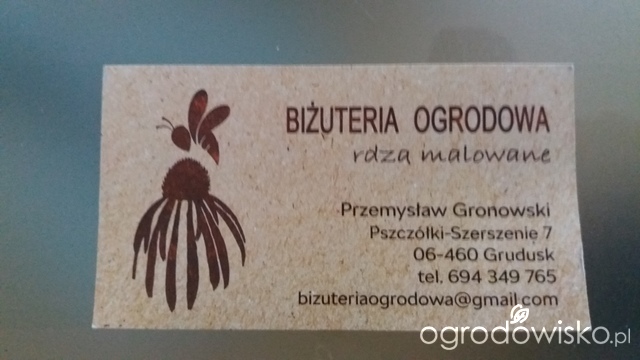 BIŻUTERIA OGRODOWA
rdzą malowane
Przemysław Gronowski
Pszczółki-Szerszenie 7
06-460 Grudusk
tel. 694 349 765
bizuteriaogrodowa@gmail.com
ogrodowisko.pl